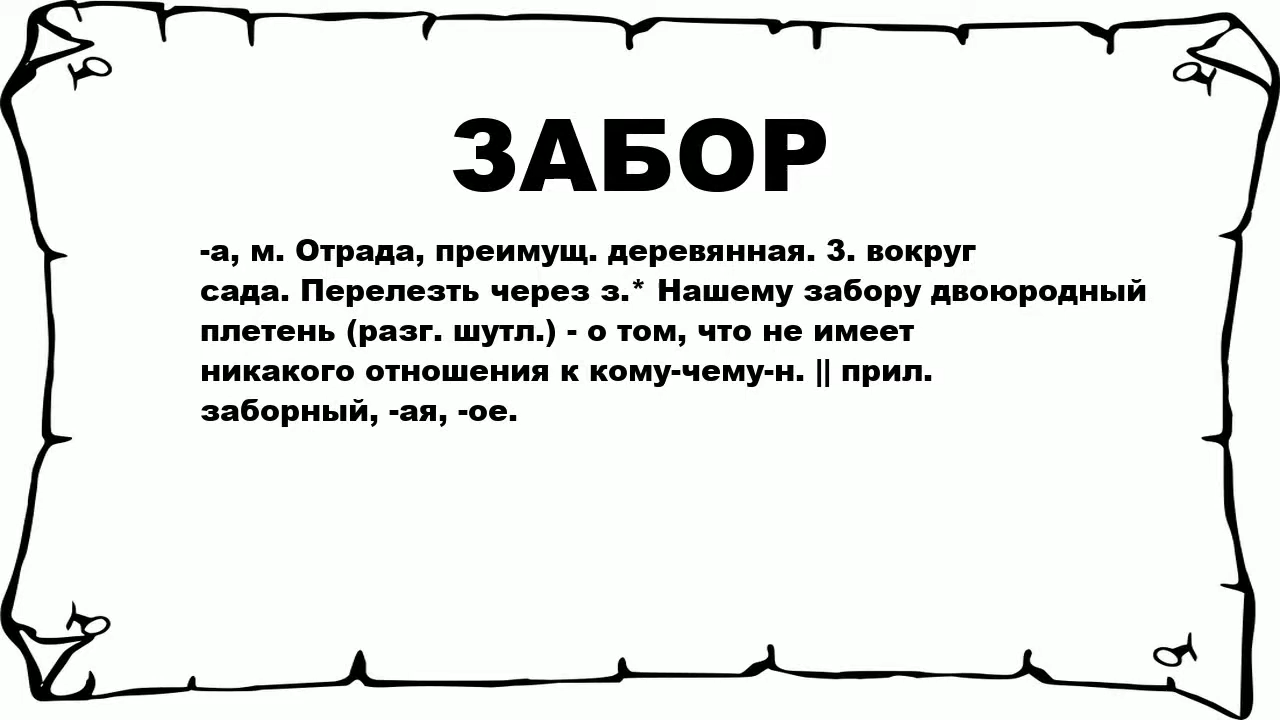 ЗАБОР
-а, м. Отрада, преимущ. деревянная. 3. вокруг
сада. Перелезть через з.* Нашему забору двоюродный
плетень (разг. шутл.) - о том, что не имеет
никакого отношения к кому-чему-н. || прил.
заборный, -ая, -ое.